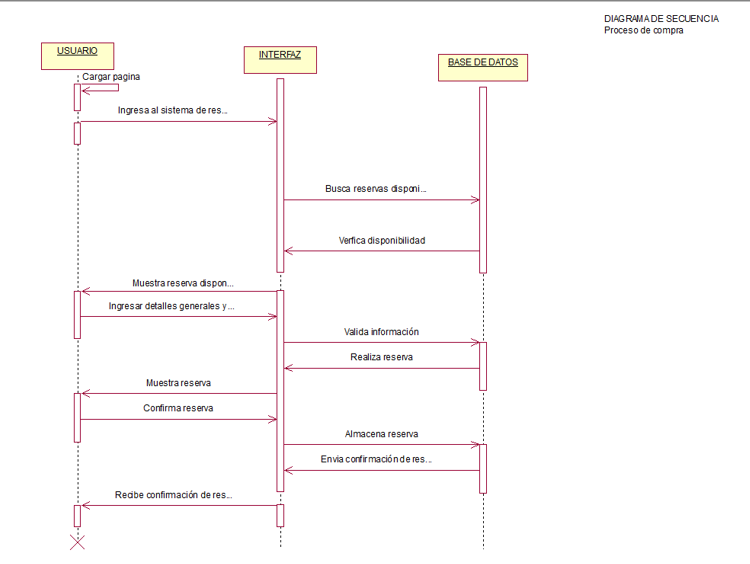 DIAGRAMA DE SECUENCIA
Proceso de compra
USUARIO
INTERFAZ
BASE DE DATOS
Cargar pagina
Ingresa al sistema de res...
Busca reservas disponi...
Verfica disponibilidad
Muestra reserva dispon...
Ingresar detalles generales y ...
Valida información
Realiza reserva
Muestra reserva
Confirma reserva
Almacena reserva
Envia confirmación de res...
Recibe confirmación de res...